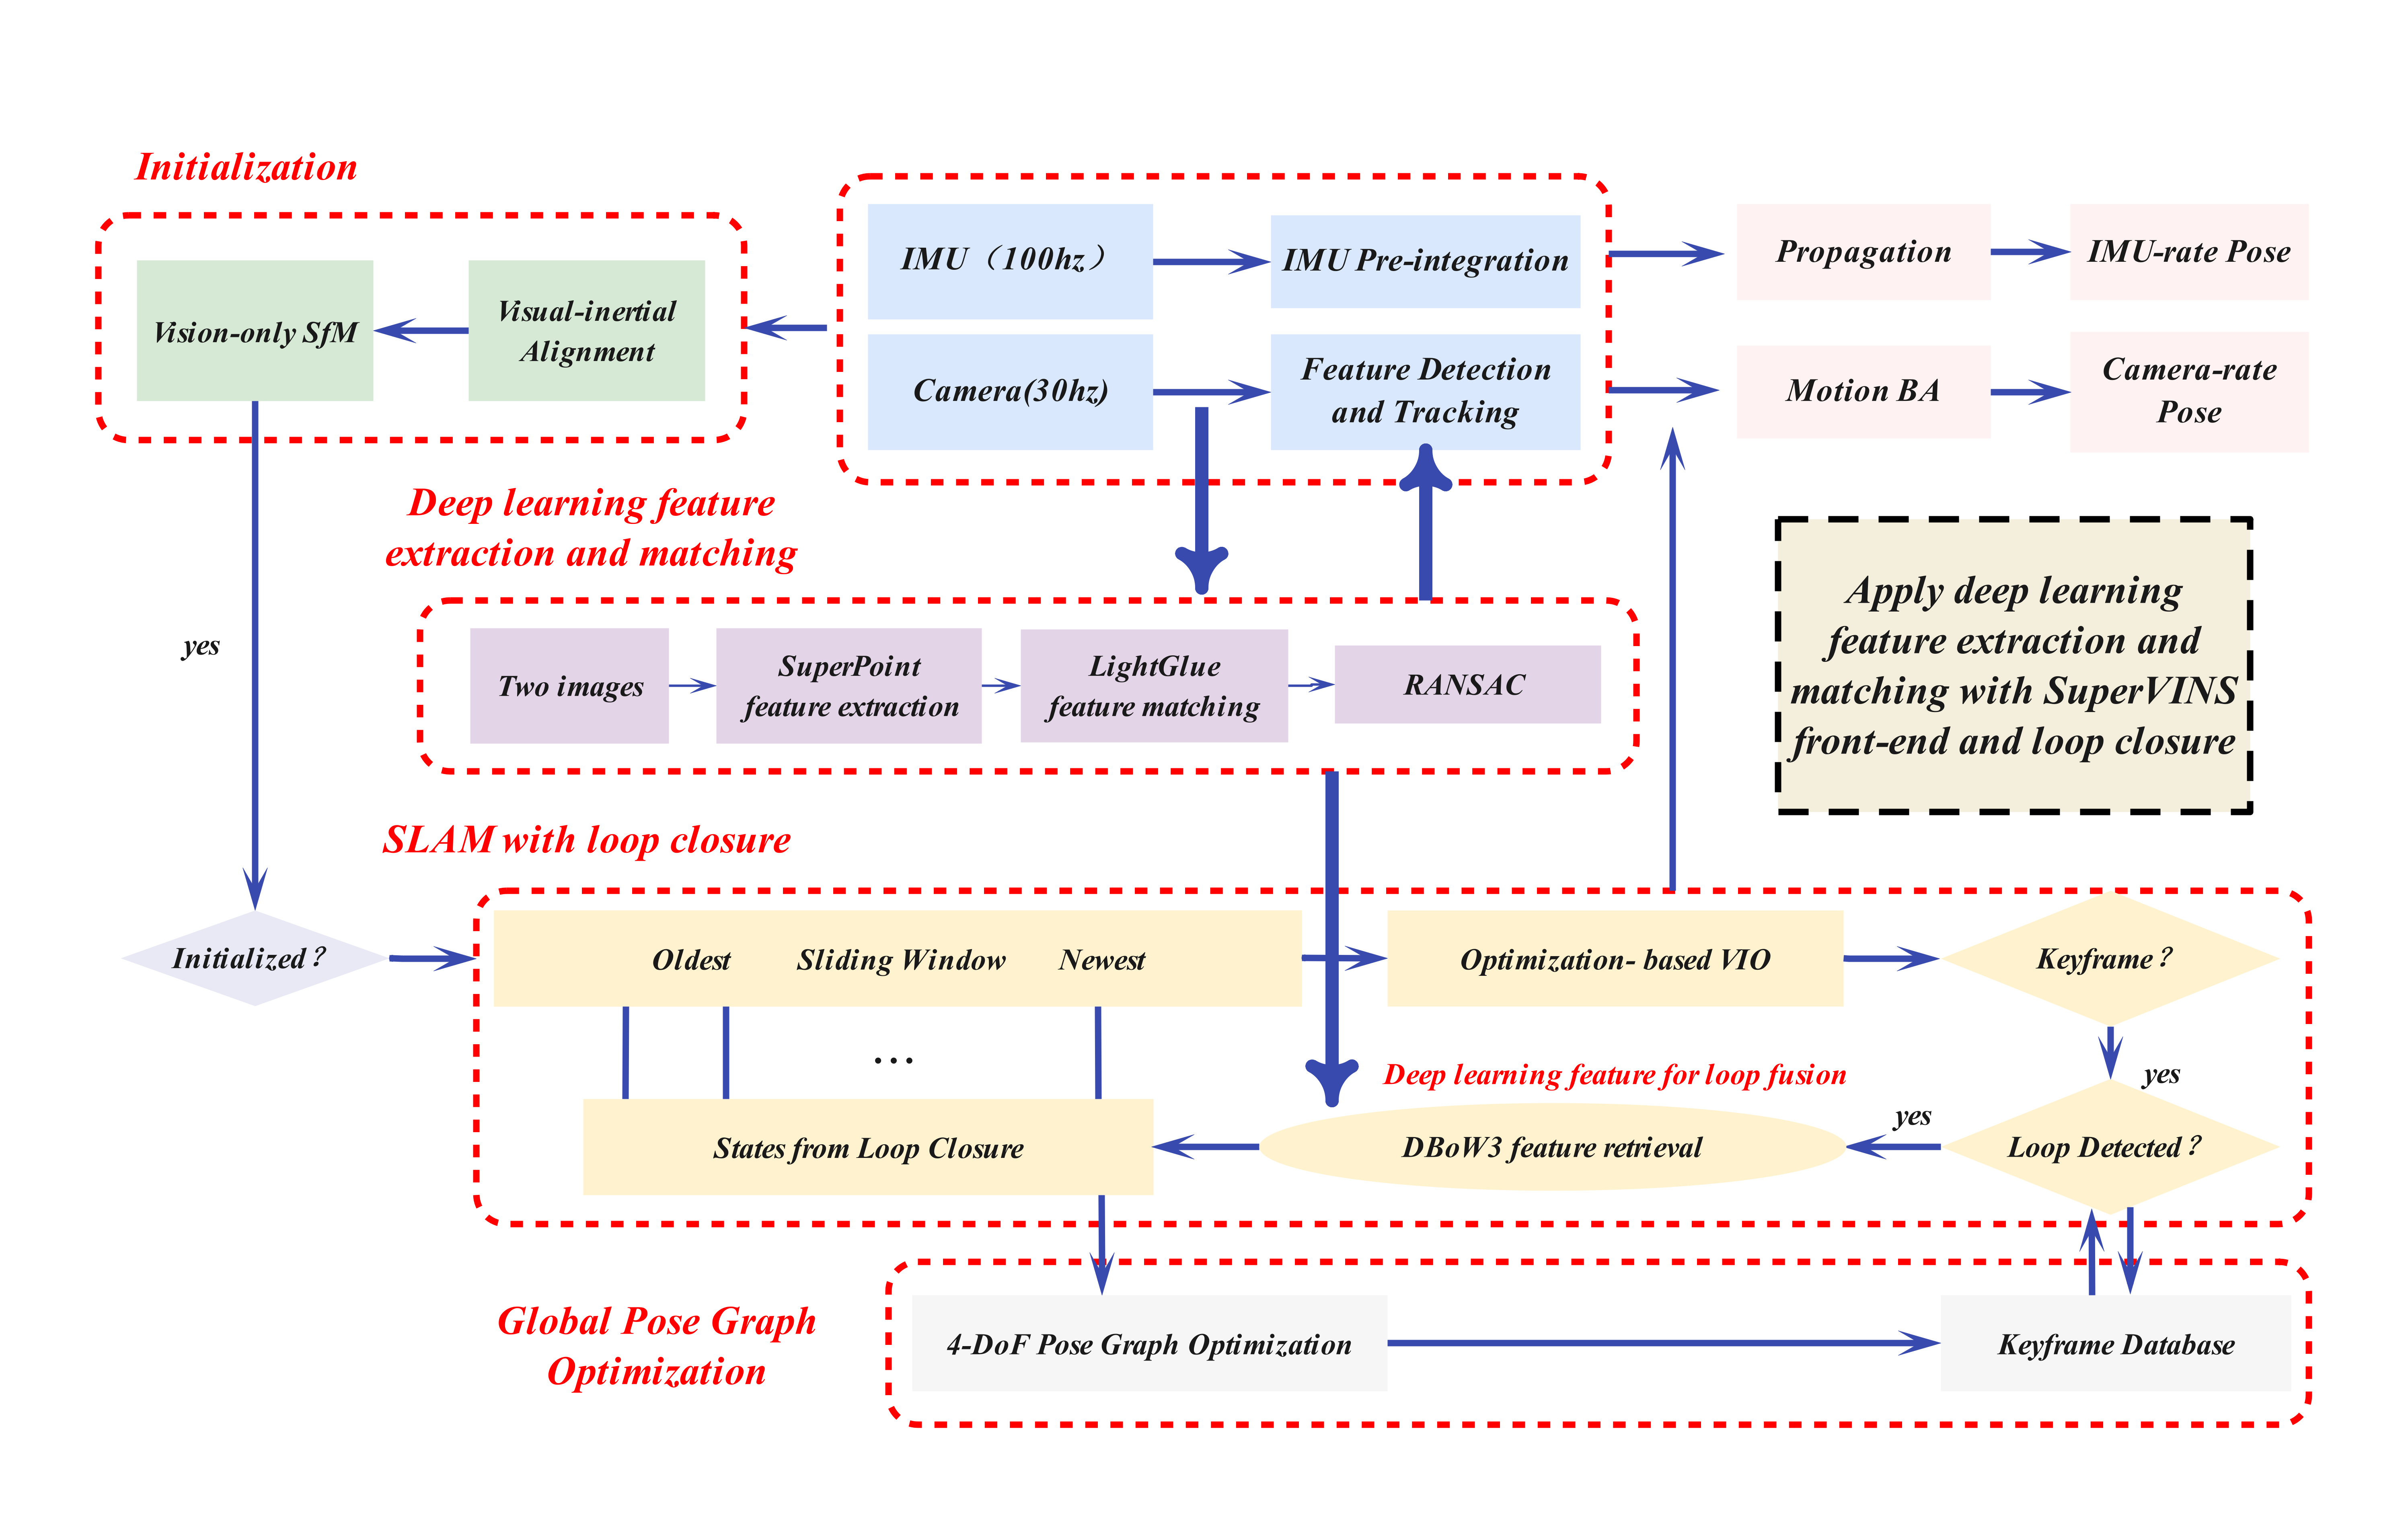 Initialization
Vision-only SfM
Visual-inertial
Alignment
IMU（100hz）
IMU Pre-integration
Camera(30hz)
Feature Detection
and Tracking
Propagation
IMU-rate Pose
Motion BA
Camera-rate
Pose
Deep learning feature
extraction and matching
Two images
SuperPoint
feature extraction
LightGlue
feature matching
RANSAC
Apply deep learning
feature extraction and
matching with SuperVINS
front-end and loop closure
yes
SLAM with loop closure
Initialized？
Oldest Sliding Window Newest
Optimization- based VIO
Keyframe？
...
Deep learning feature for loop fusion
yes
yes
States from Loop Closure
DBoW3 feature retrieval
Loop Detected？
Global Pose Graph
Optimization
4-DoF Pose Graph Optimization
Keyframe Database